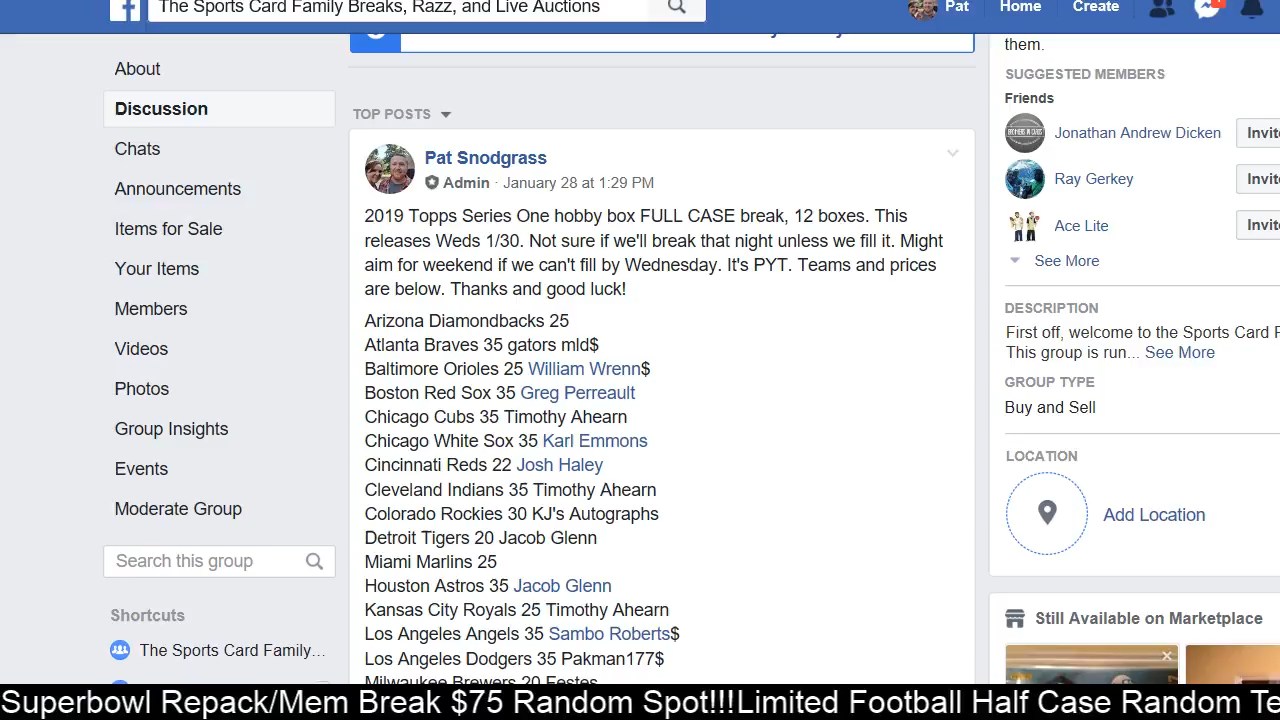 The Sports Card Family Breaks, Razz, and Live Auctions
Pat
Home
Create
About
Discussion
Chats
Announcements
Items for Sale
Your Items
Members
Videos
Photos
Group Insights
Events
Moderate Group
Search this group
Shortcuts
The Sports Card Family...
TOP POSTS
Pat Snodgrass
Admin · January 28 at 1:29 PM
2019 Topps Series One hobby box FULL CASE break, 12 boxes. This
releases Weds 1/30. Not sure if we'll break that night unless we fill it. Might
aim for weekend if we can't fill by Wednesday. It's PYT. Teams and prices
are below. Thanks and good luck!
Arizona Diamondbacks 25
Atlanta Braves 35 gators mld$
Baltimore Orioles 25 William Wrenn$
Boston Red Sox 35 Greg Perreault
Chicago Cubs 35 Timothy Ahearn
Chicago White Sox 35 Karl Emmons
Cincinnati Reds 22 Josh Haley
Cleveland Indians 35 Timothy Ahearn
Colorado Rockies 30 KJ's Autographs
Detroit Tigers 20 Jacob Glenn
Miami Marlins 25
Houston Astros 35 Jacob Glenn
Kansas City Royals 25 Timothy Ahearn
Los Angeles Angels 35 Sambo Roberts$
Los Angeles Dodgers 35 Pakman177$
Milwaukee Brewers 20 Festes
them.
SUGGESTED MEMBERS
Friends
Jonathan Andrew Dicken
Invite
Ray Gerkey
Invite
Ace Lite
Invite
See More
DESCRIPTION
First off, welcome to the Sports Card F
This group is run... See More
GROUP TYPE
Buy and Sell
LOCATION
Add Location
Still Available on Marketplace
Superbowl Repack/Mem Break $75 Random Spot!!!Limited Football Half Case Random Te